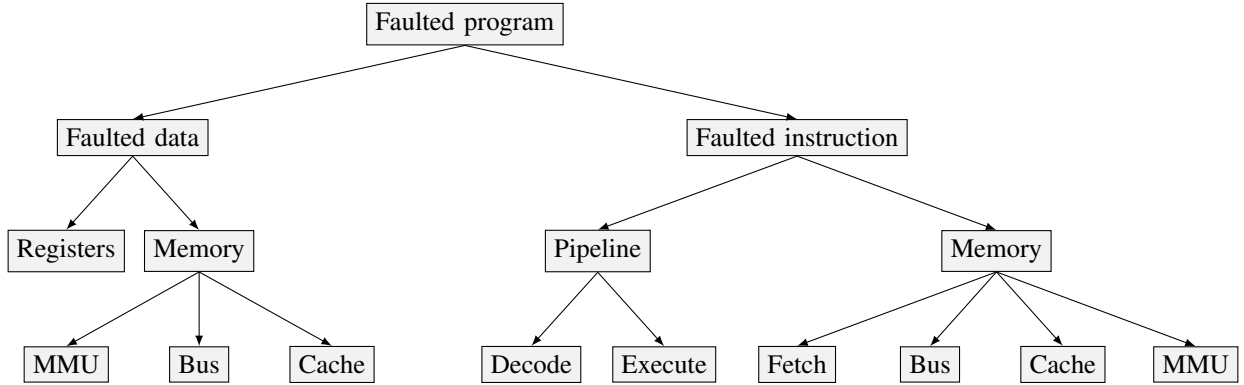 Faulted program
Faulted data
Faulted instruction
Registers
Memory
Pipeline
Memory
MMU
Bus
Cache
Decode
Execute
Fetch
Bus
Cache
MMU